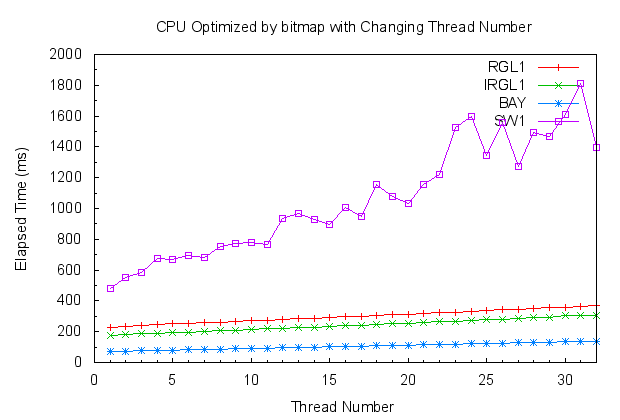 CPU Optimized by bitmap with Changing Thread Number
2000
1800
1600
1400
1200
1000
800
600
400
200
0
Elapsed Time (ms)
RGL1
IRGL1
BAY
SW1
0 5 10 15 20 25 30
Thread Number